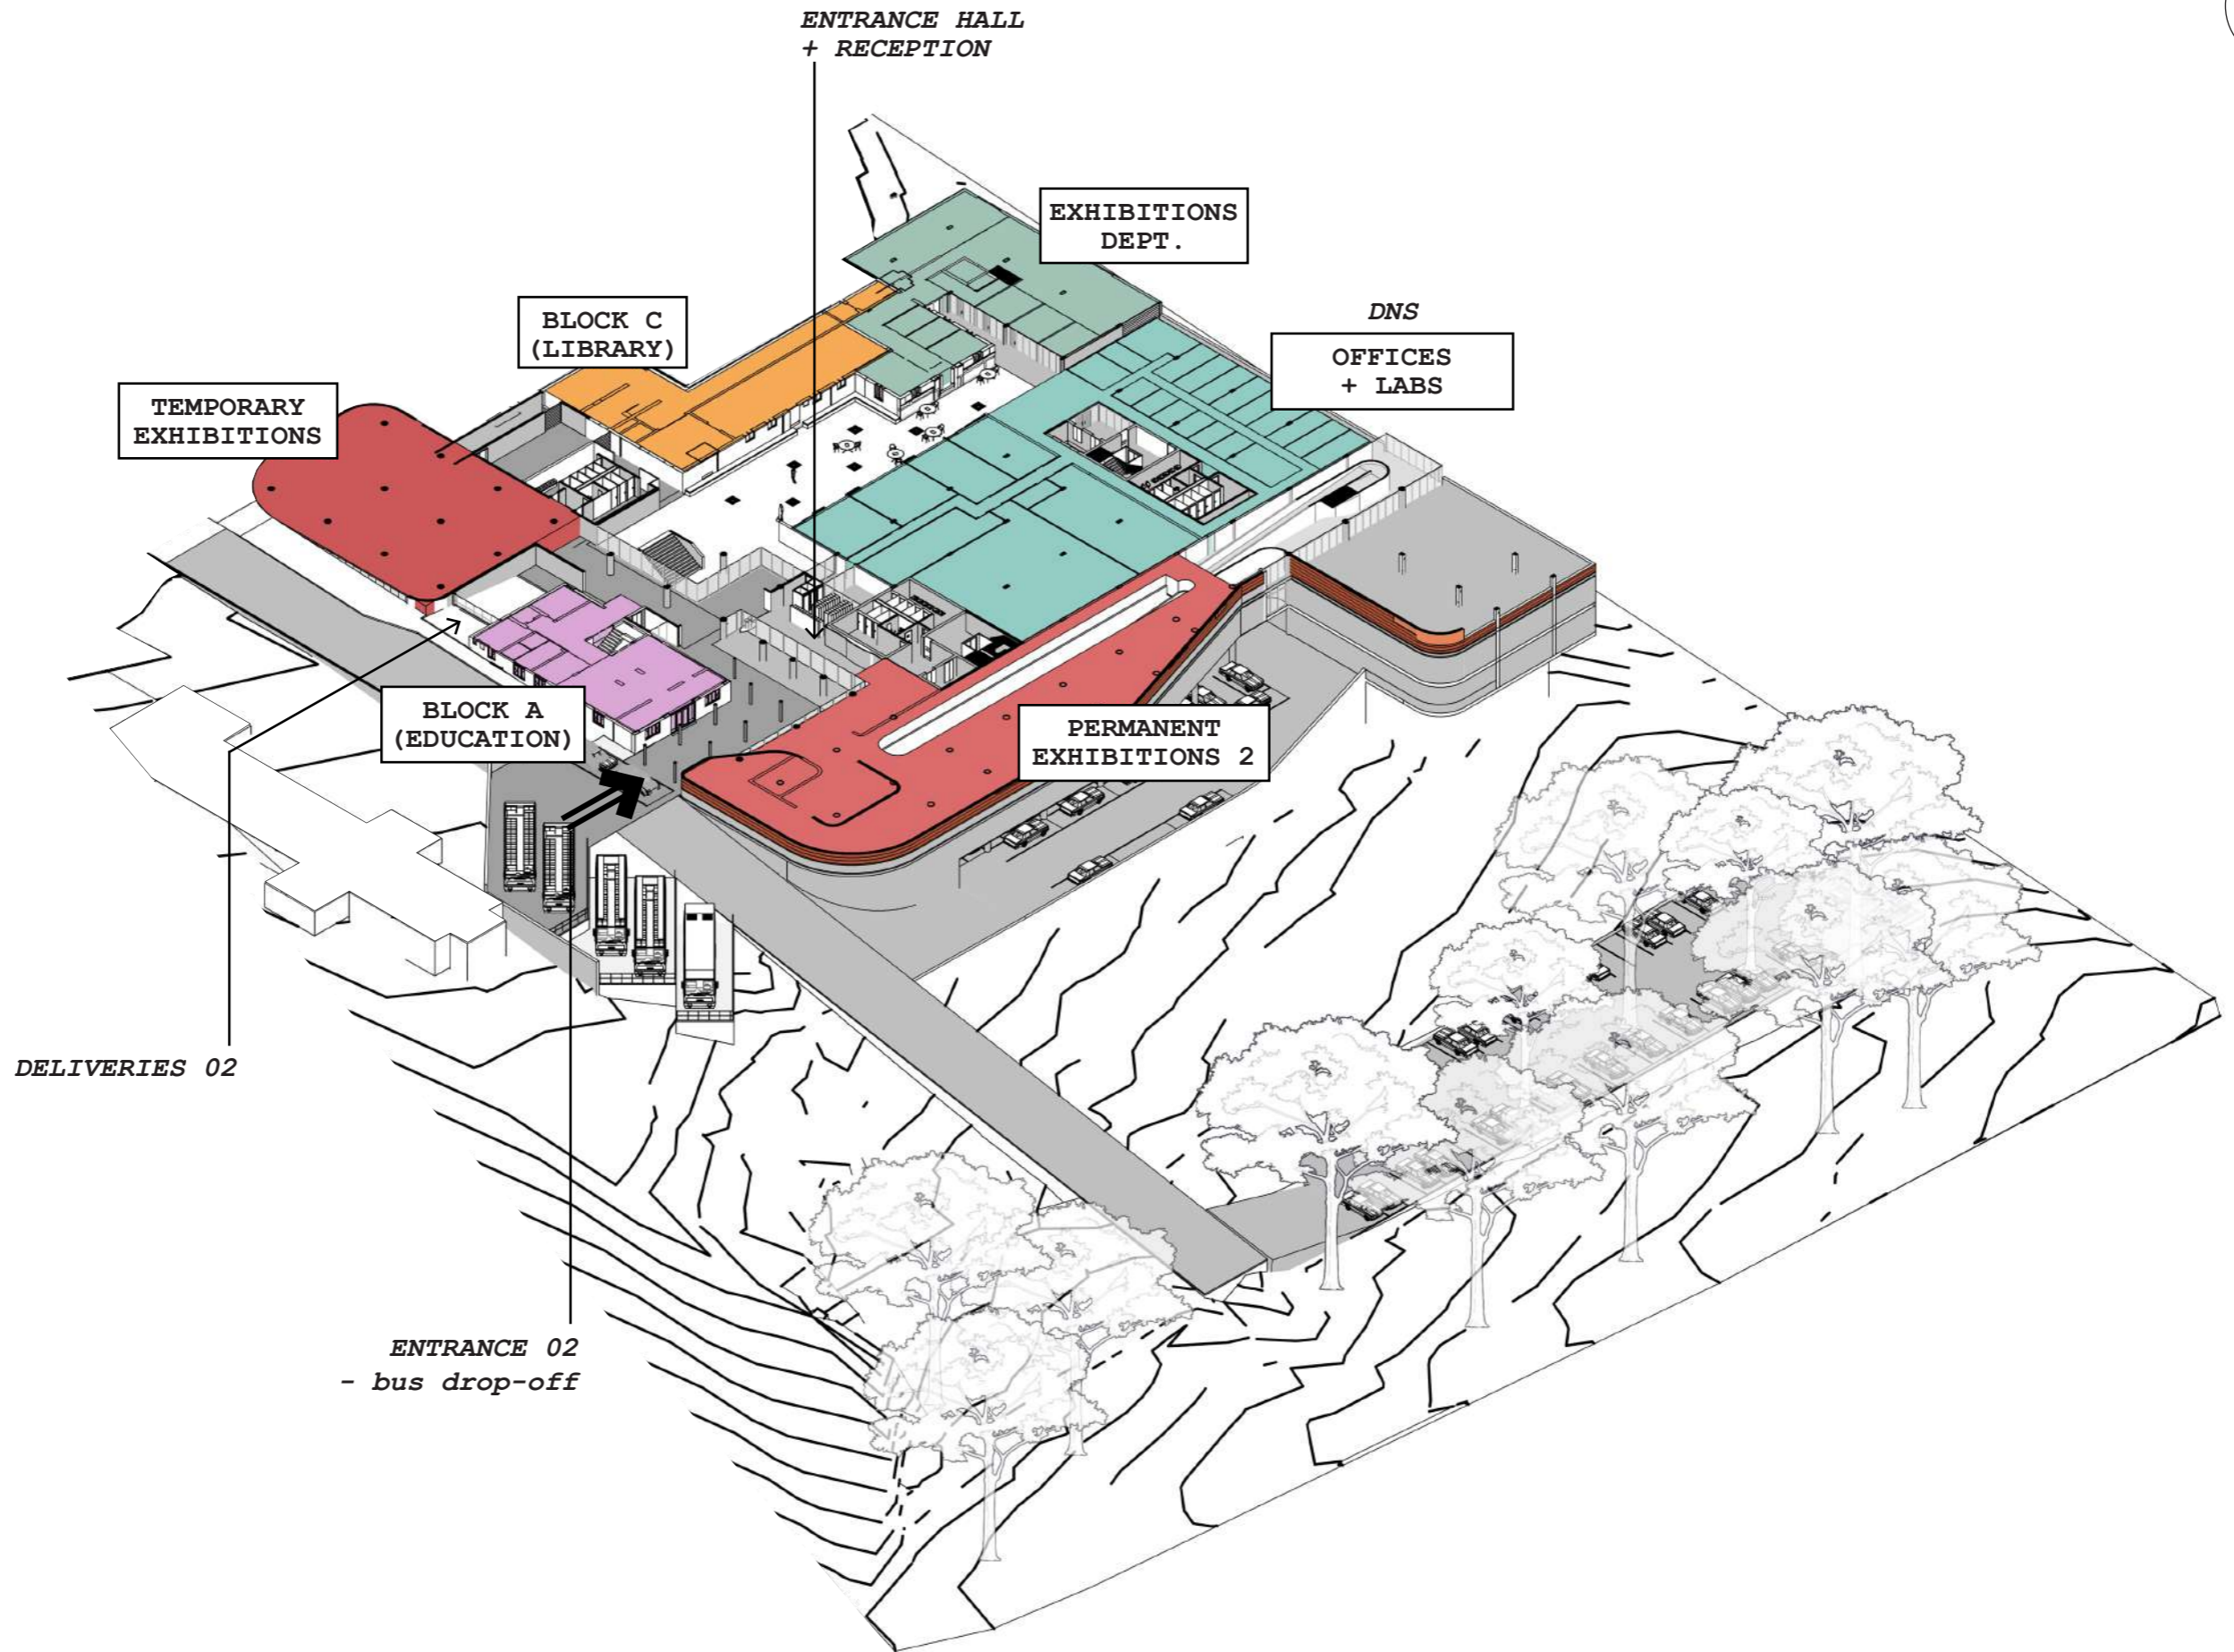 ENTRANCE HALL
+ RECEPTION
EXHIBITIONS
DEPT.
BLOCK C
(LIBRARY)
DNS
OFFICES
+ LABS
TEMPORARY
EXHIBITIONS
BLOCK A
(EDUCATION)
PERMANENT
EXHIBITIONS 2
DELIVERIES 02
ENTRANCE 02
- bus drop-off